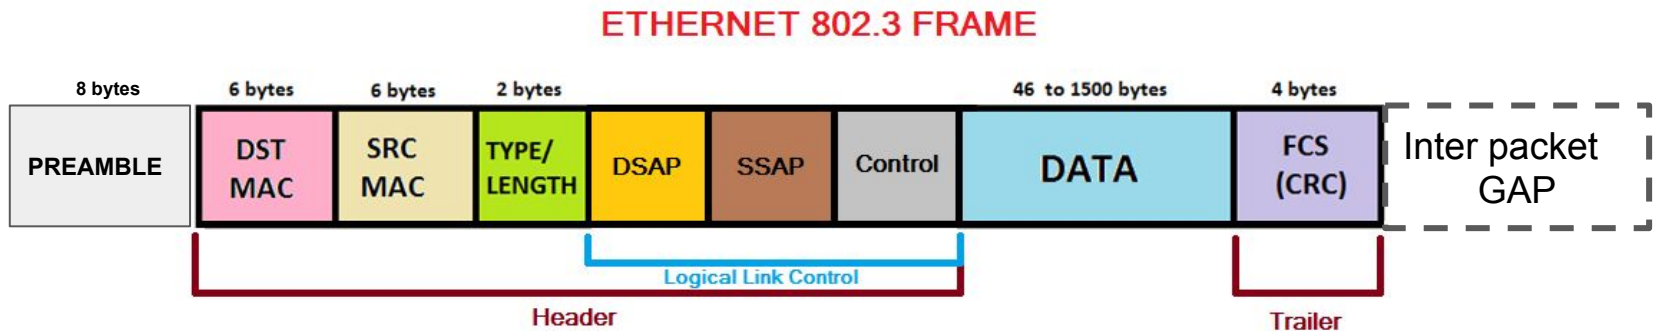 ETHERNET 802.3 FRAME
8 bytes
6 bytes
6 bytes
2 bytes
46 to 1500 bytes
4 bytes
PREAMBLE
DST
MAC
SRC
MAC
TYPE/
LENGTH
DSAP
SSAP
Control
DATA
FCS
(CRC)
Inter packet
GAP
Logical Link Control
Header
Trailer